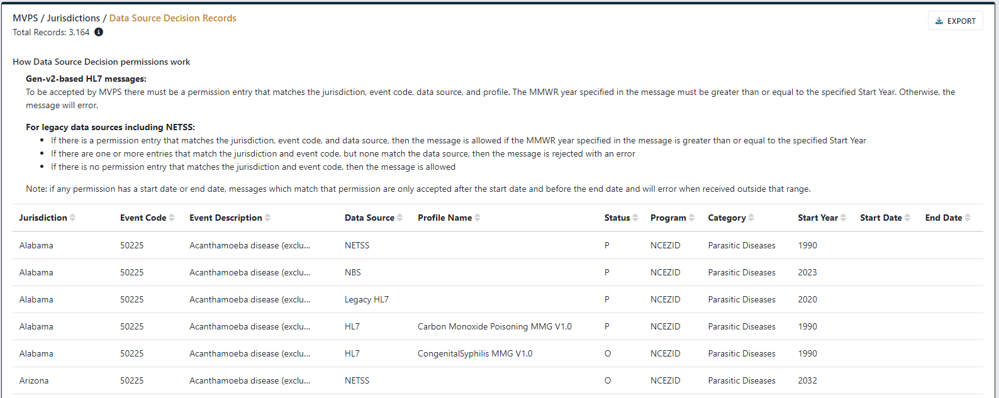 MVPS / Jurisdictions / Data Source Decision Records
Total Records: 3,164
EXPORT
How Data Source Decision permissions work
Gen-v2-based HL7 messages:
To be accepted by MVPS there must be a permission entry that matches the jurisdiction, event code, data source, and profile. The MMWR year specified in the message must be greater than or equal to the specified Start Year. Otherwise, the
message will error.
For legacy data sources including NETSS:
• If there is a permission entry that matches the jurisdiction, event code, and data source, then the message is allowed if the MMWR year specified in the message is greater than or equal to the specified Start Year
• If there are one or more entries that match the jurisdiction and event code, but none match the data source, then the message is rejected with an error
• If there is no permission entry that matches the jurisdiction and event code, then the message is allowed
Note: if any permission has a start date or end date, messages which match that permission are only accepted after the start date and before the end date and will error when received outside that range.
Jurisdiction Event Code Event Description Data Source Profile Name Status Program Category Start Year Start Date End Date
Alabama 50225 Acanthamoeba disease (exclu... NETSS P NCEZID Parasitic Diseases 1990
Alabama 50225 Acanthamoeba disease (exclu... NBS P NCEZID Parasitic Diseases 2023
Alabama 50225 Acanthamoeba disease (exclu... Legacy HL7 P NCEZID Parasitic Diseases 2020
Alabama 50225 Acanthamoeba disease (exclu... HL7 Carbon Monoxide Poisoning MMG V1.0 P NCEZID Parasitic Diseases 1990
Alabama 50225 Acanthamoeba disease (exclu... HL7 CongenitalSyphilis MMG V1.0 O NCEZID Parasitic Diseases 1990
Arizona 50225 Acanthamoeba disease (exclu... NETSS O NCEZID Parasitic Diseases 2032